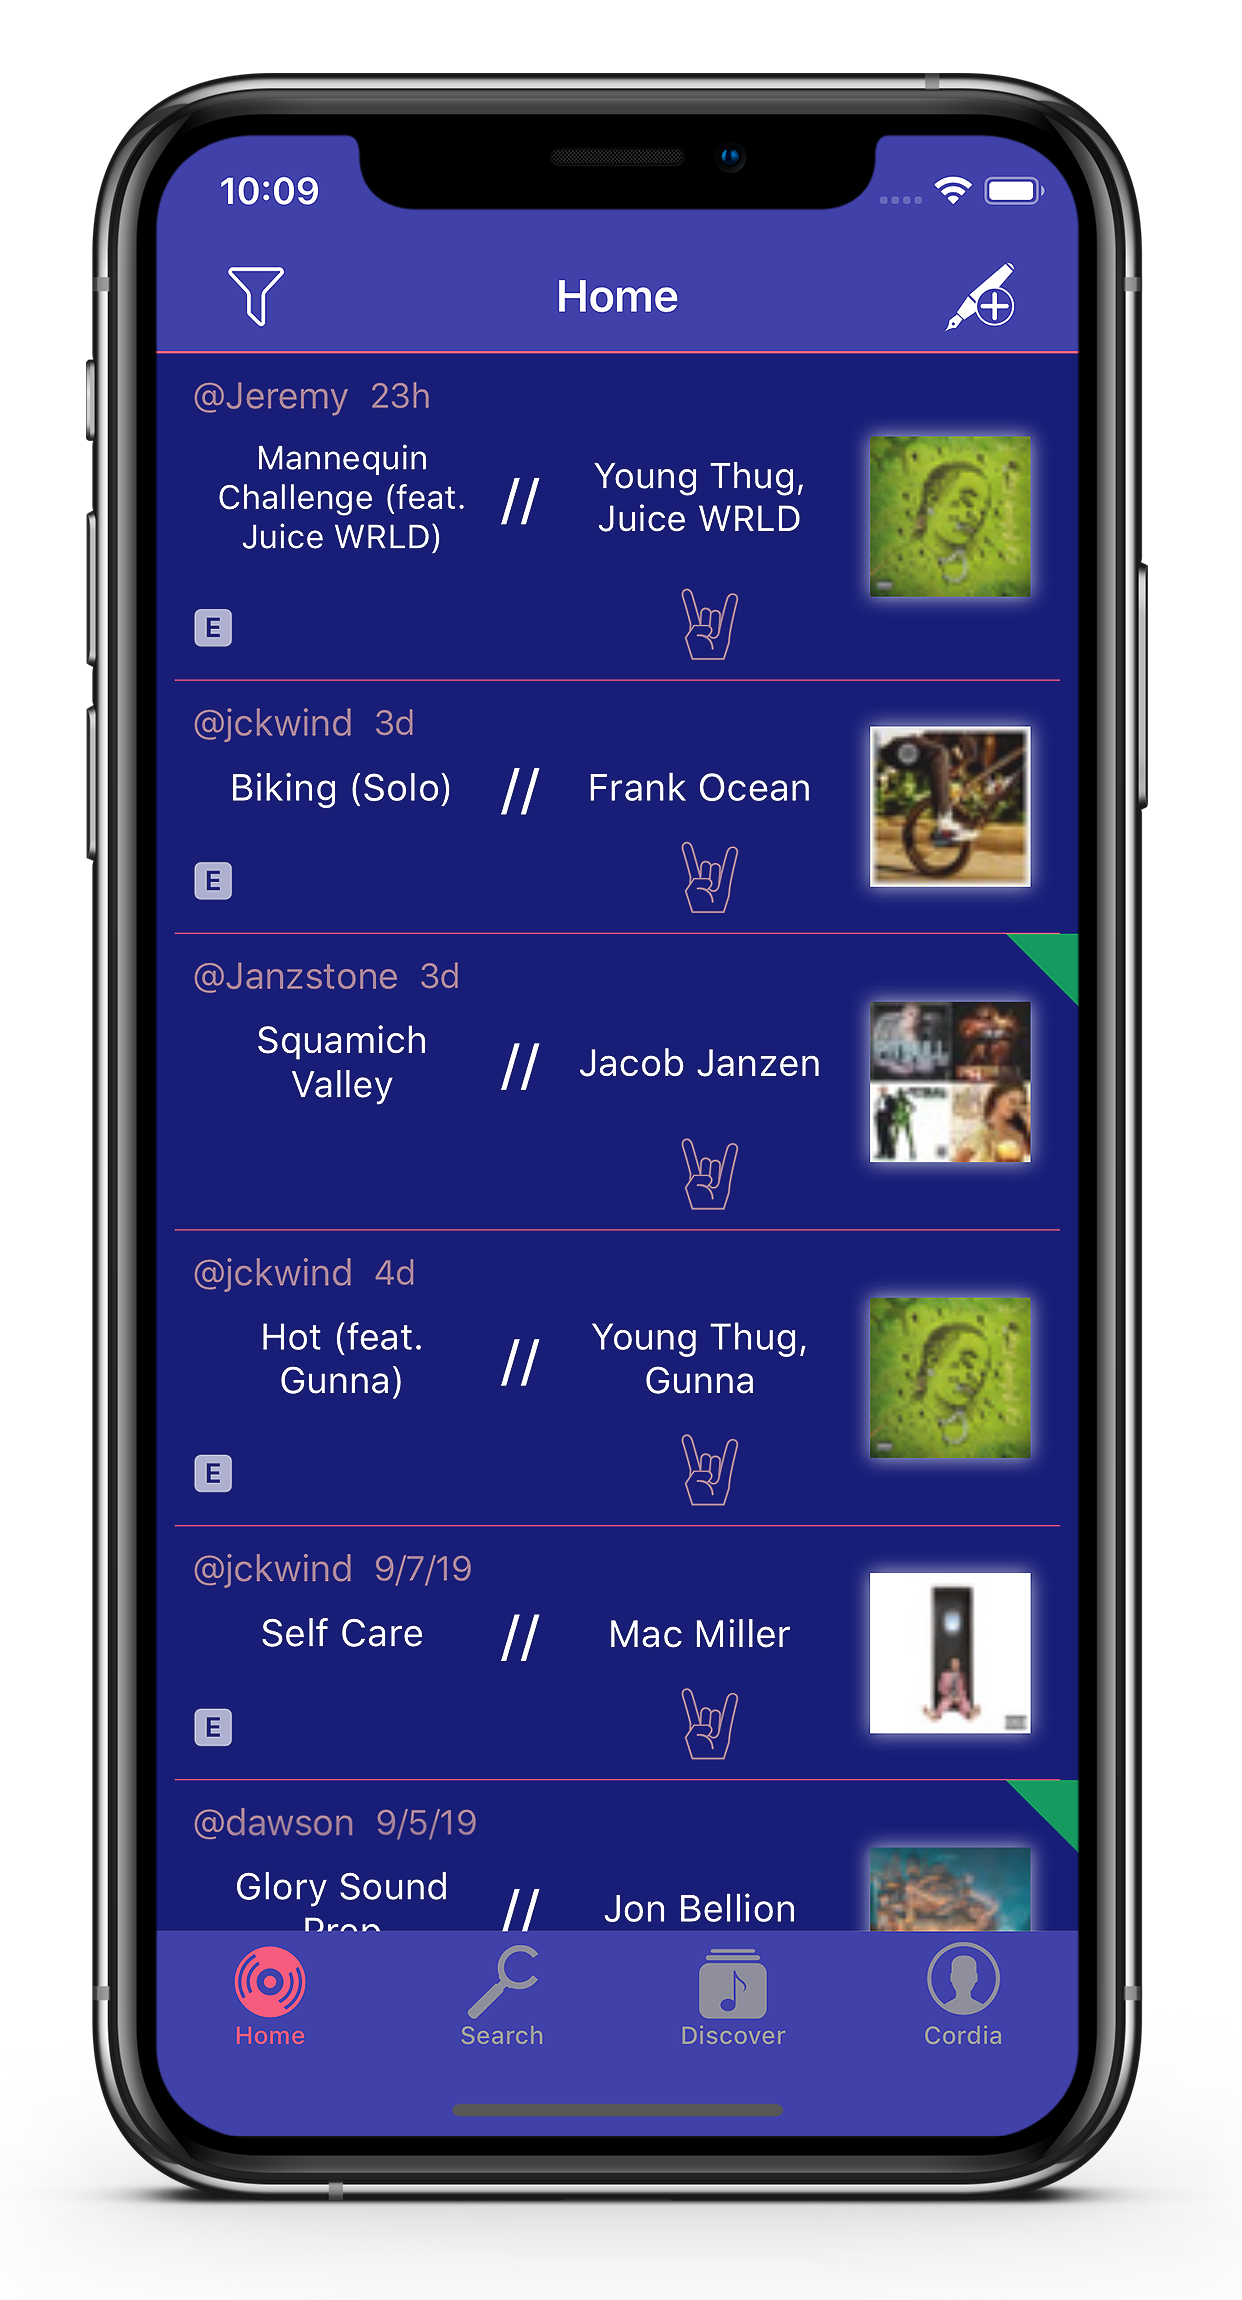 10:09
Home
@Jeremy 23h
Mannequin
Challenge (feat.
Juice WRLD)
//
Young Thug,
Juice WRLD
E
@jckwind 3d
Biking (Solo) // Frank Ocean
E
@Janzstone 3d
Squamich
Valley
//
Jacob Janzen
@jckwind 4d
Hot (feat.
Gunna)
//
Young Thug,
Gunna
E
@jckwind 9/7/19
Self Care // Mac Miller
E
@dawson 9/5/19
Glory Sound
Prep
//
Jon Bellion
Home Search Discover Cordia